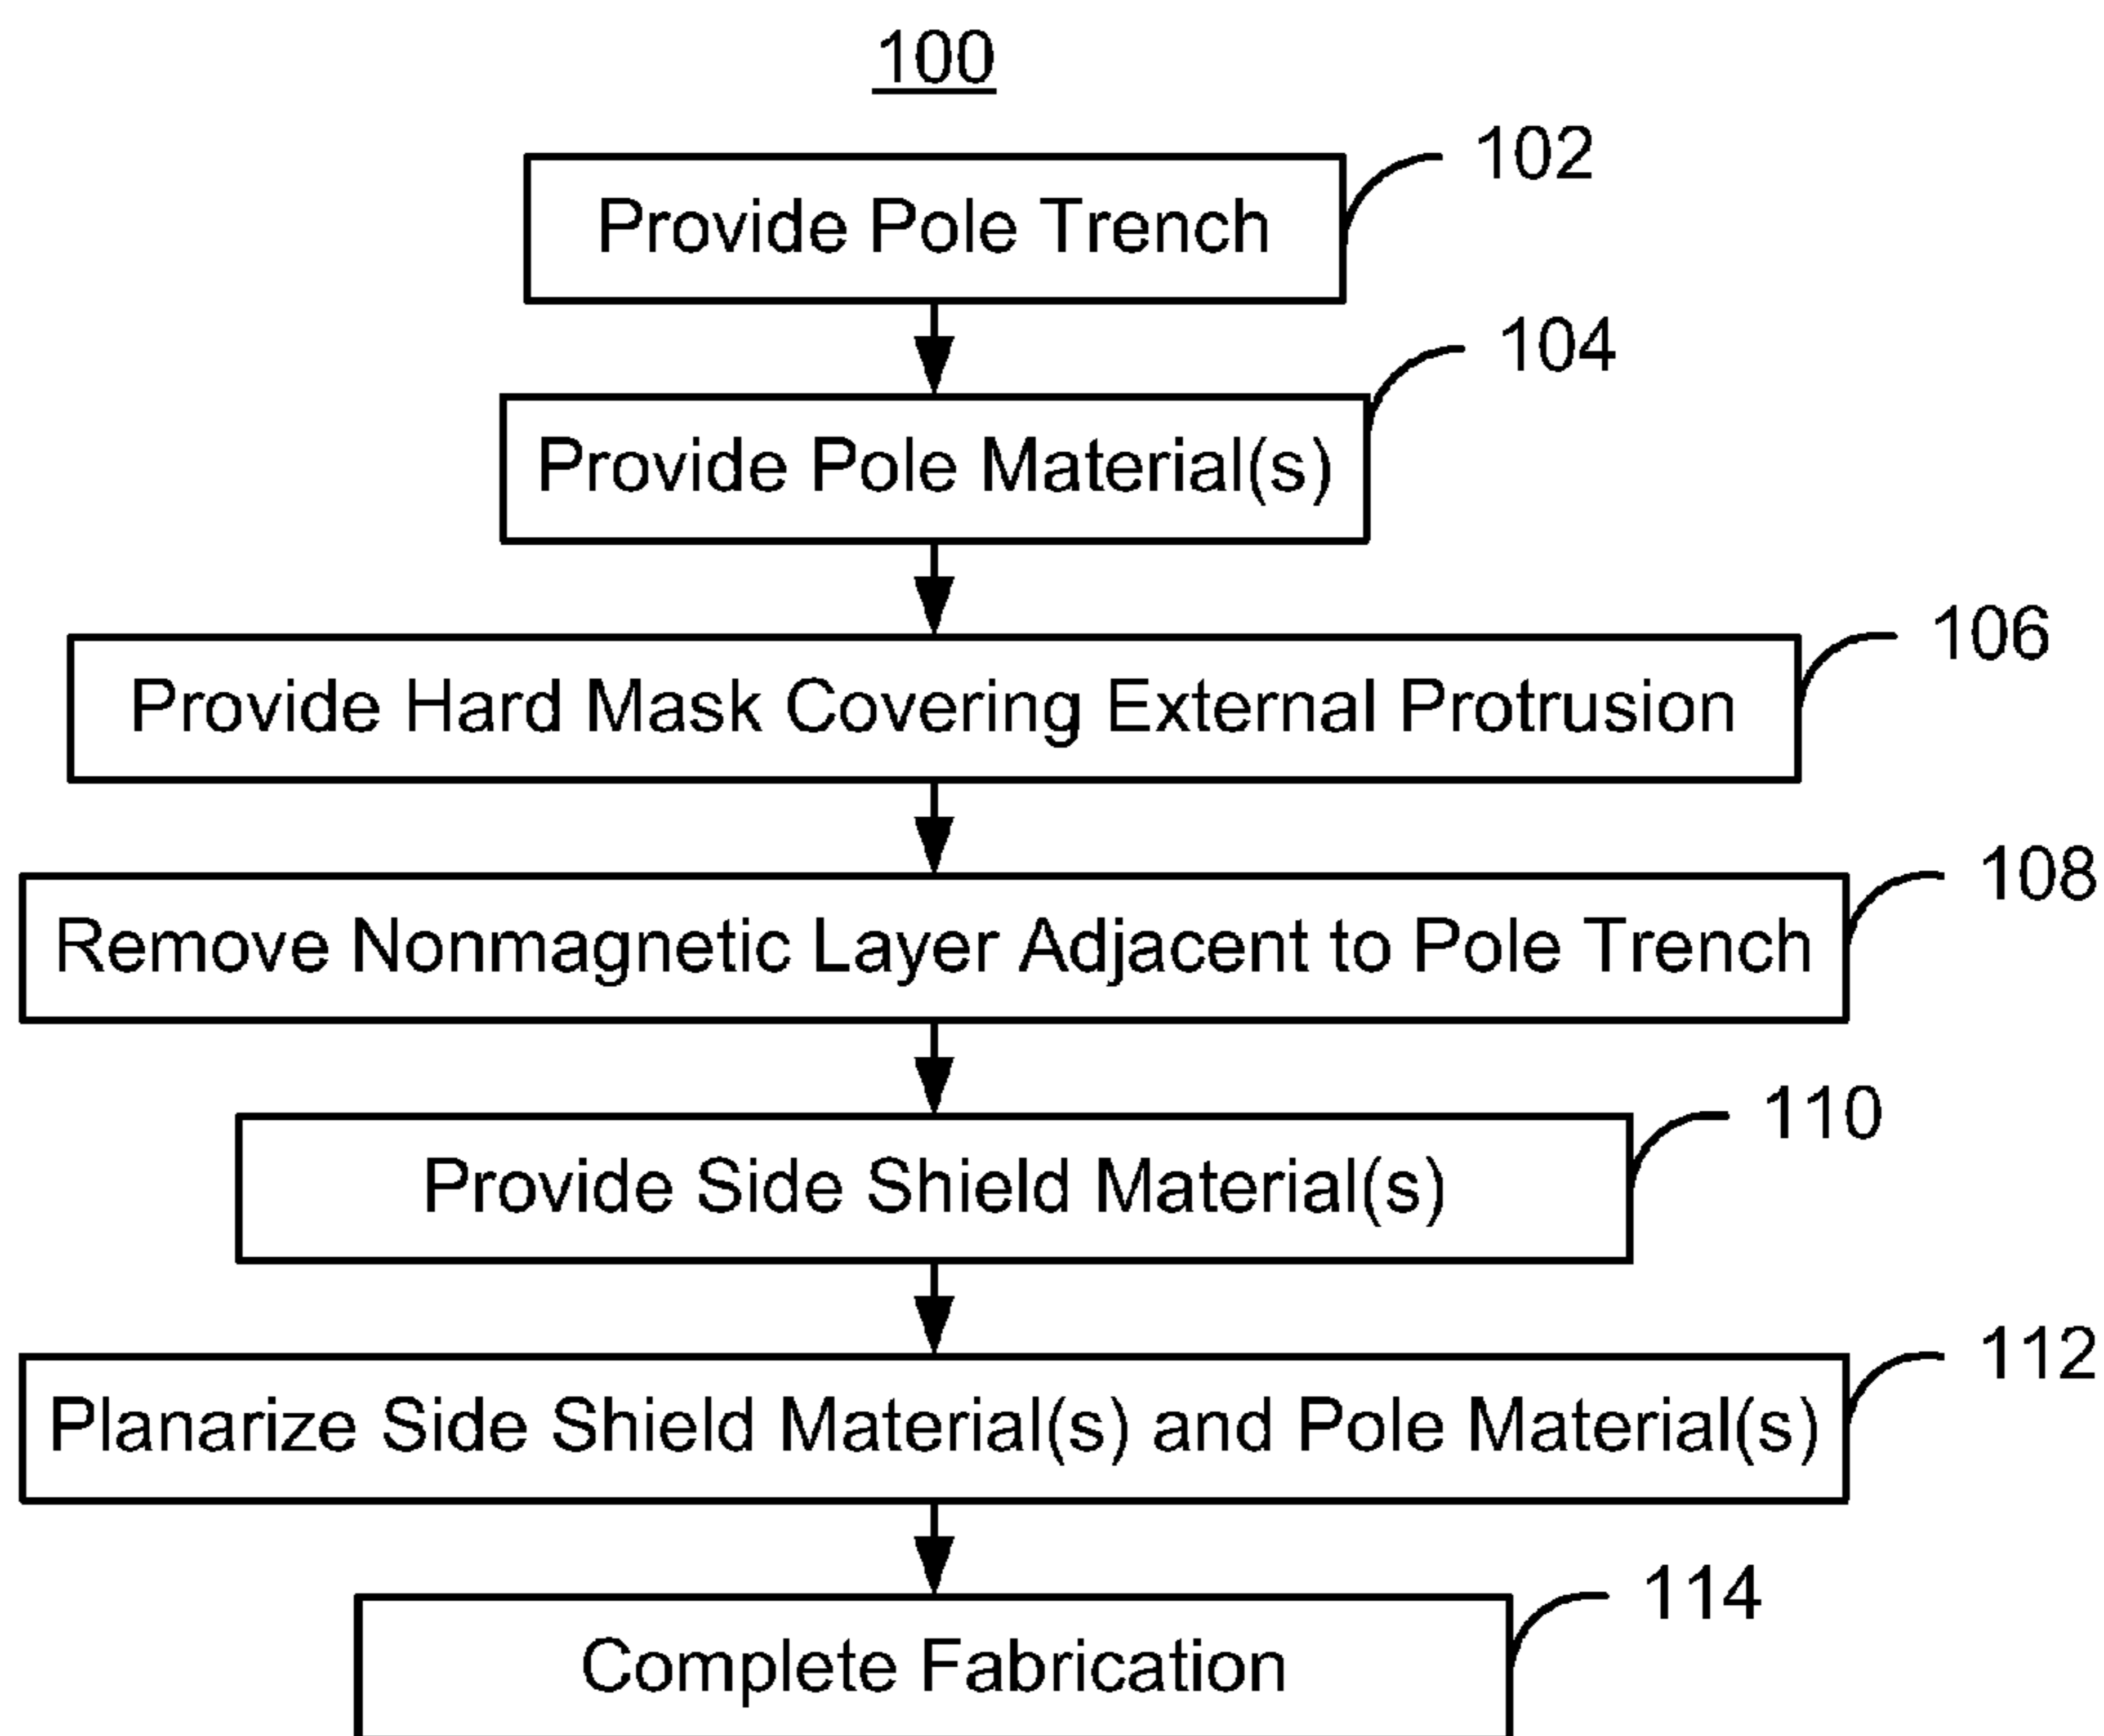 100
Provide Pole Trench
102
Provide Pole Material(s)
104
Provide Hard Mask Covering External Protrusion
106
Remove Nonmagnetic Layer Adjacent to Pole Trench
108
Provide Side Shield Material(s)
110
Planarize Side Shield Material(s) and Pole Material(s)
112
Complete Fabrication
114